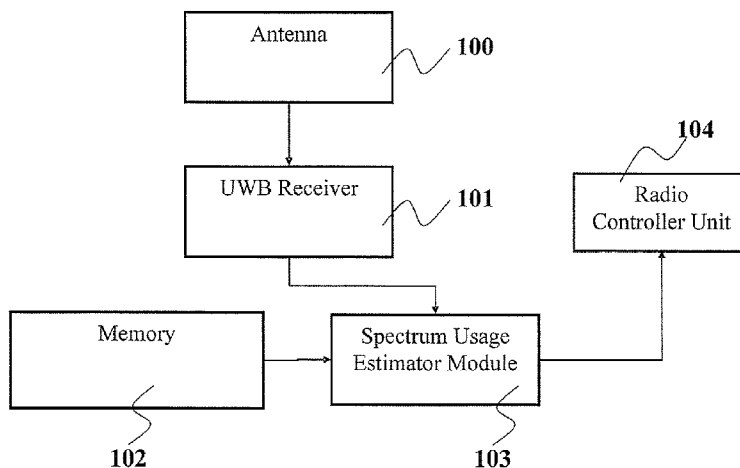 Antenna
100
104
UWB Receiver
101
Radio
Controller Unit
Memory
Spectrum Usage
Estimator Module
102
103